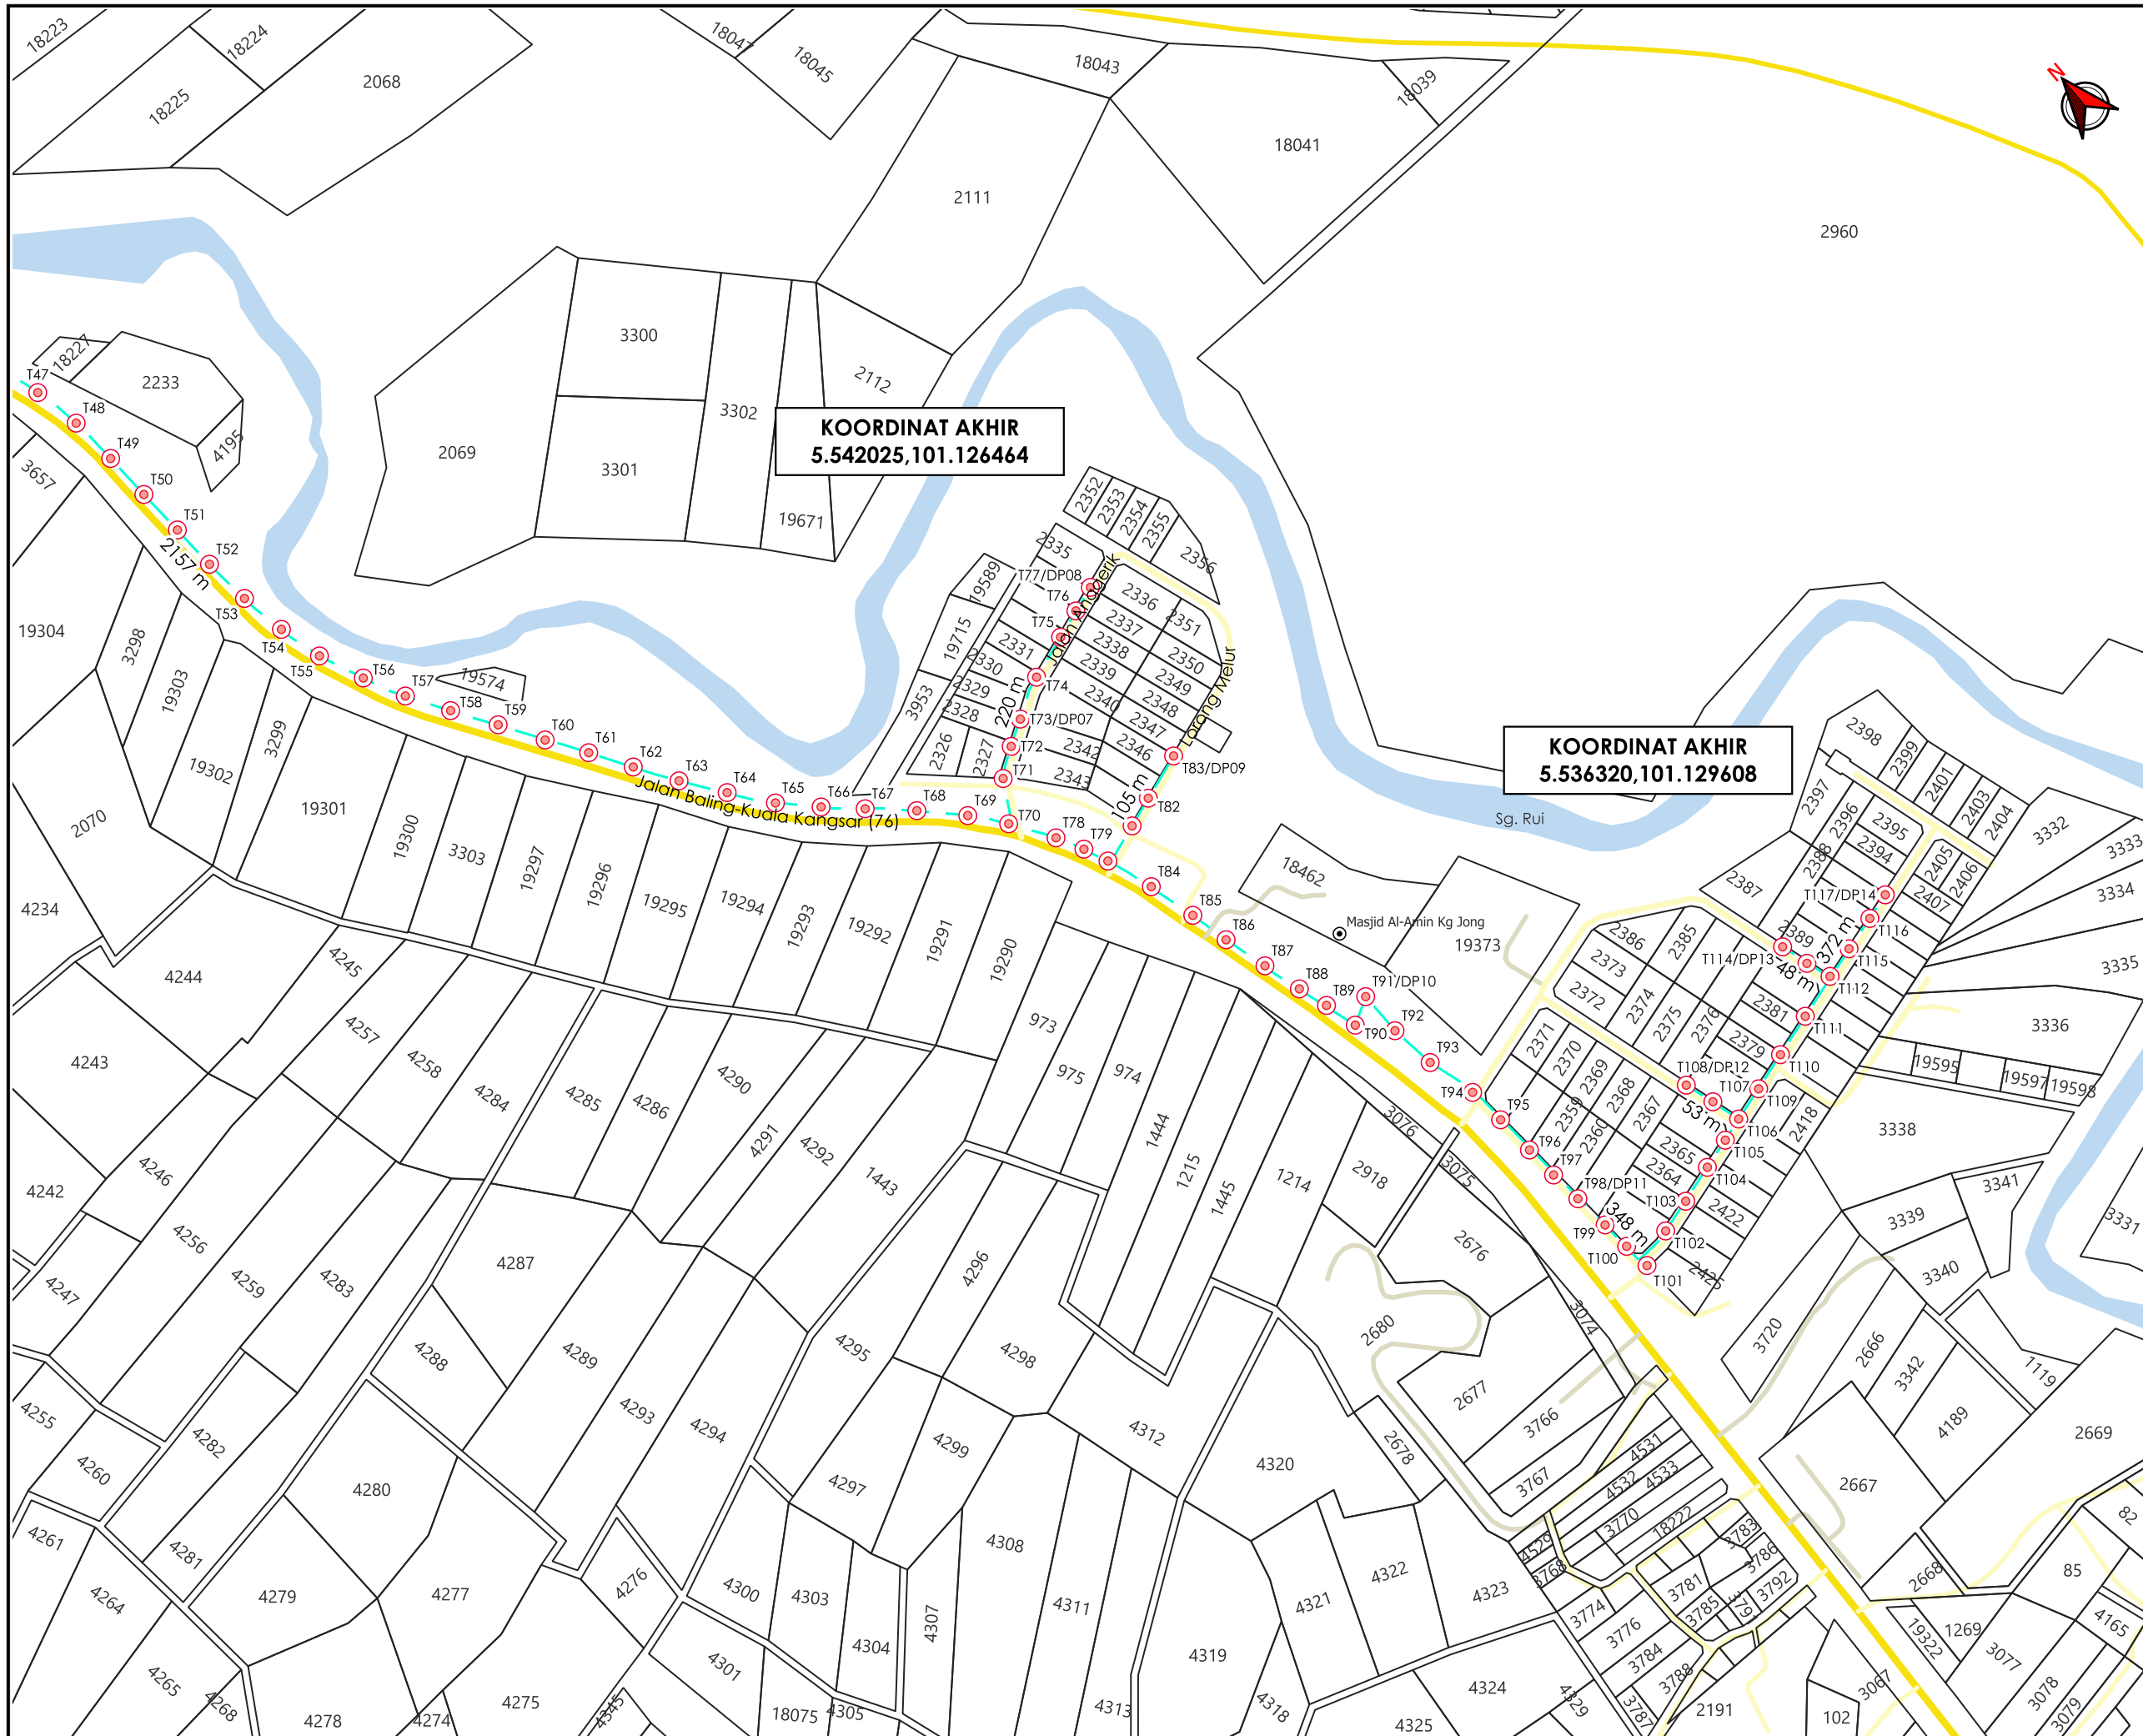 18223
18224
18225
2068
18047
18045
18043
18039
18041
N
2111
2960
3300
3301
3302
19671
2112
2069
KOORDINAT AKHIR
5.542025,101.126464
18227
2233
4195
T47
T48
T49
T50
T51
T52
T53
T54
T55
T56
T57
T58
T59
T60
T61
T62
T63
T64
T65
T66
T67
T68
T69
T70
T71
T72
T73/DP07
T74
T75
T76
T77/DP08
T78
T79
T82
T83/DP09
T84
T85
T86
T87
T88
T89
T90
T91/DP10
T92
T93
T94
T95
T96
T97
T98/DP11
T99
T100
T101
T102
T103
T104
T105
T106
T107
T108/DP12
T109
T110
T111
T112
T114/DP13
T115
T116
T117/DP14
2157 m
220 m
105 m
348 m
53 m
48 m
372 m
Jalan Baling-Kuala Kangsar (76)
Jalan Anggerik
Lorong Melur
Sg. Rui
Masjid Al-Amin Kg Jong
KOORDINAT AKHIR
5.536320,101.129608
2352
2353
2354
2355
2356
2335
2336
2337
2338
2339
2340
2342
2343
2346
2347
2348
2349
2350
2351
2331
2330
2329
2328
2327
2326
19589
19715
3953
19574
3657
19304
3298
19303
19302
3299
19301
19300
3303
19297
19296
19295
19294
19293
19292
19291
19290
2070
4234
4244
4245
4243
4257
4258
4284
4285
4286
4290
4291
4292
1443
973
975
974
1444
1215
1445
1214
2918
3076
3075
3074
2676
2680
2677
2678
18462
19373
2398
2399
2401
2403
2404
2397
2396
2395
2394
2388
2387
2389
2405
2406
2407
2386
2385
2373
2372
2374
2375
2376
2381
2379
2371
2370
2369
2368
2367
2359
2360
2365
2364
2418
2422
2425
3332
3333
3334
3335
3336
19595
19597
19598
3338
3341
3339
3340
3331
3720
2666
3342
1119
4189
2669
2667
2668
4242
4246
4247
4256
4259
4283
4287
4288
4289
4293
4294
4295
4296
4298
4299
4297
4312
4320
4255
4260
4282
4280
4261
4281
4264
4279
4277
4276
4300
4303
4304
4307
4308
4311
4313
4319
4318
4321
4322
4323
4324
4325
4329
4265
4268
4278
4274
4275
4345
4301
18075
4305
3766
3767
4531
4532
4533
3770
18222
4529
3768
3774
3776
3781
3783
3786
3785
3792
3791
3784
3788
3787
2191
102
3067
19322
1269
3077
3078
3079
4165
85
82